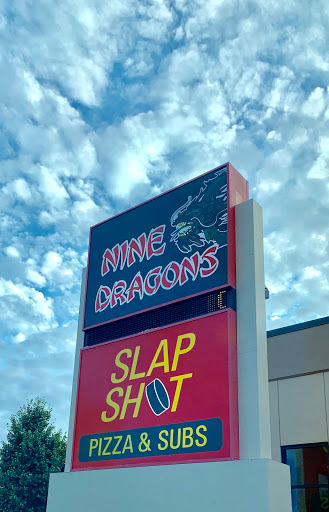 NINE
DRAGONS
SLAP
SHOT
PIZZA & SUBS